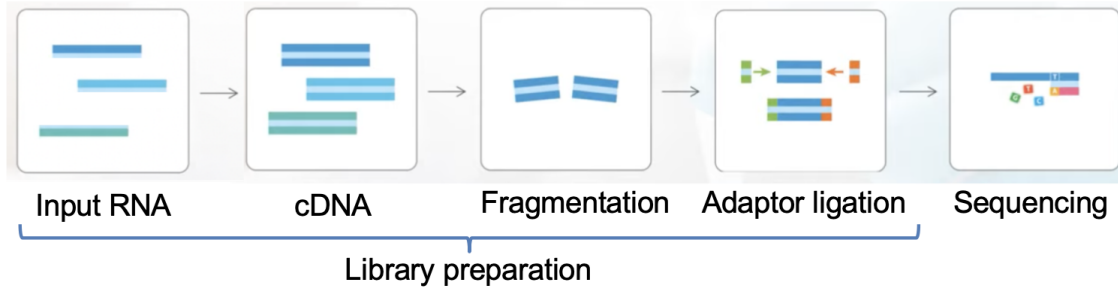 Input RNA
cDNA
Fragmentation
Adaptor ligation
Sequencing
Library preparation
T
G
T
C
A